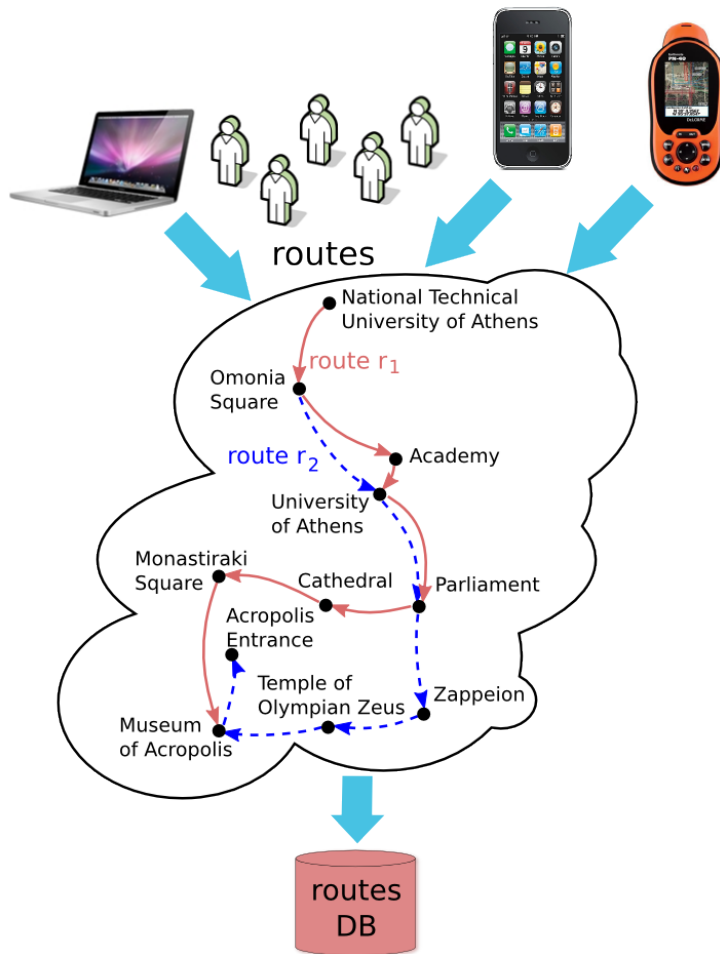 routes
National Technical
University of Athens
route r1
Omonia
Square
Academy
route r2
University
of Athens
Monastiraki
Square
Cathedral
Parliament
Acropolis
Entrance
Temple of
Olympian Zeus
Zappeion
Museum
of Acropolis
routes
DB